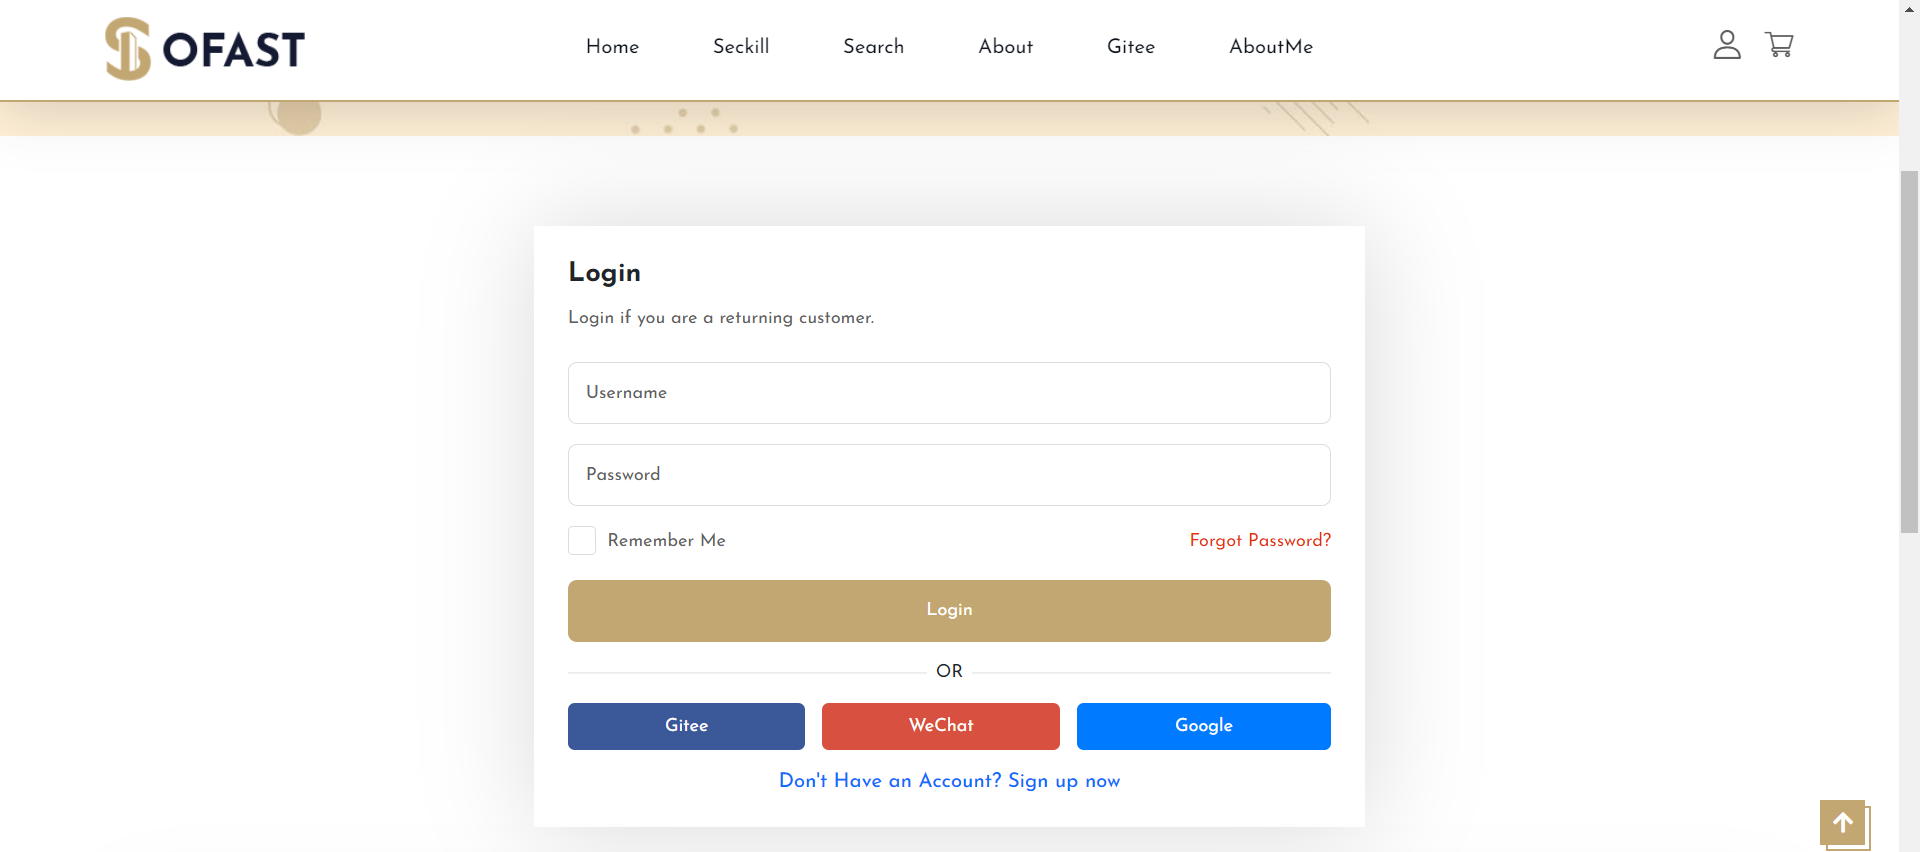 OFAST
Home Seckill Search About Gitee AboutMe
Login
Login if you are a returning customer.
Username
Password
Remember Me Forgot Password?
Login
OR
Gitee WeChat Google
Don't Have an Account? Sign up now